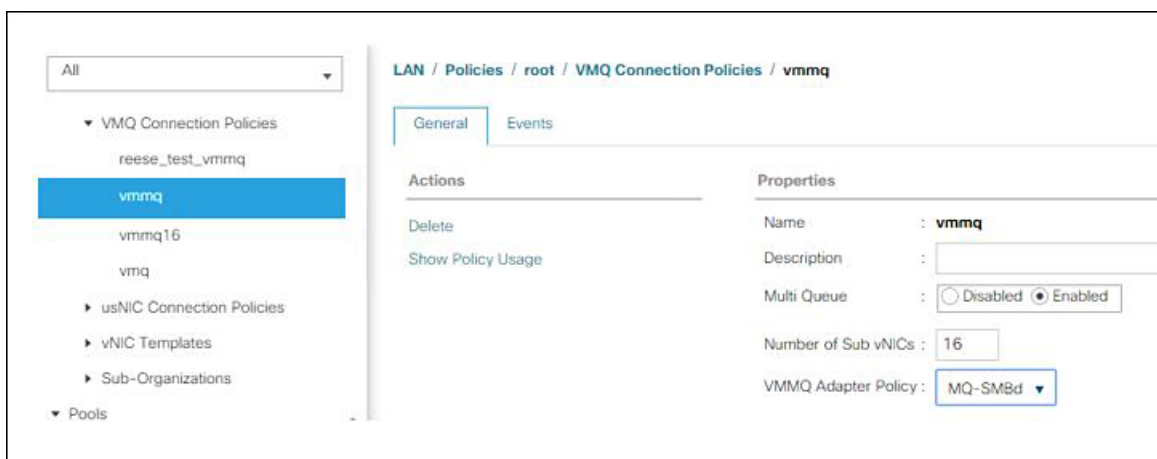 All
VMQ Connection Policies
reese_test_vmmq
vmmq
vmmq16
vmq
usNIC Connection Policies
vNIC Templates
Sub-Organizations
Pools
LAN / Policies / root / VMQ Connection Policies / vmmq
General Events
Actions
Delete
Show Policy Usage
Properties
Name : vmmq
Description :
Multi Queue : Disabled Enabled
Number of Sub vNICs : 16
VMMQ Adapter Policy : MQ-SMBd